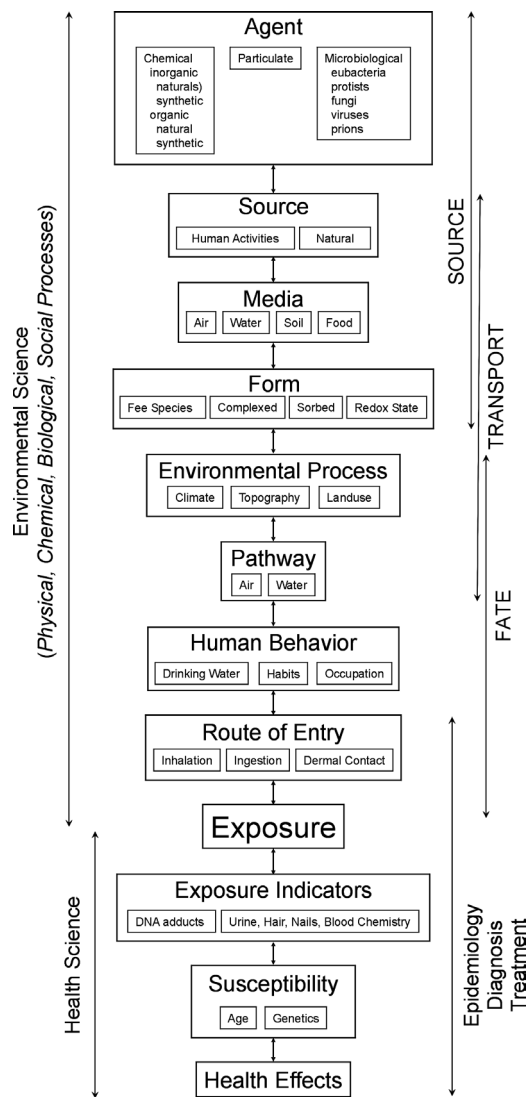 Agent
Chemical
inorganic
naturals)
synthetic
organic
natural
synthetic
Particulate
Microbiological
eubacteria
protists
fungi
viruses
prions
Source
Human Activities
Natural
Media
Air
Water
Soil
Food
Form
Fee Species
Complexed
Sorbed
Redox State
Environmental Process
Climate
Topography
Landuse
Pathway
Air
Water
Human Behavior
Drinking Water
Habits
Occupation
Route of Entry
Inhalation
Ingestion
Dermal Contact
Exposure
Exposure Indicators
DNA adducts
Urine, Hair, Nails, Blood Chemistry
Susceptibility
Age
Genetics
Health Effects
Environmental Science
(Physical, Chemical, Biological, Social Processes)
Health Science
SOURCE
TRANSPORT
FATE
Epidemiology
Diagnosis
Treatment